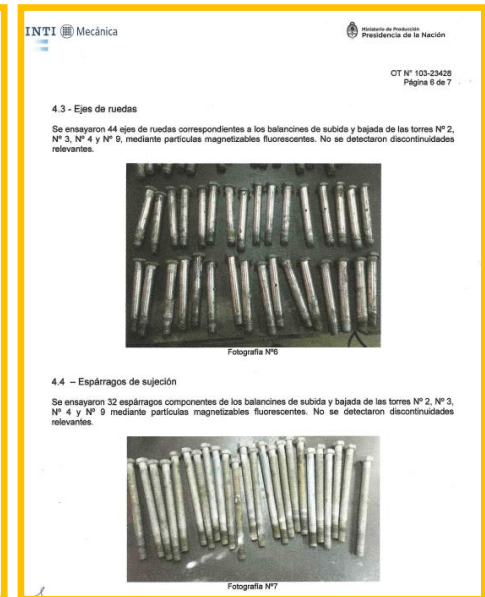 INTI Mecánica
Ministerio de Producción
Presidencia de la Nación
OT N° 103-23428
Página 6 de 7
4.3 - Ejes de ruedas
Se ensayaron 44 ejes de ruedas correspondientes a los balancines de subida y bajada de las torres Nº 2,
Nº 3, Nº 4 y Nº 9, mediante partículas magnetizables fluorescentes. No se detectaron discontinuidades
relevantes.
Fotografía Nº6
4.4 – Espárragos de sujeción
Se ensayaron 32 espárragos componentes de los balancines de subida y bajada de las torres Nº 2, Nº 3,
Nº 4 y Nº 9 mediante partículas magnetizables fluorescentes. No se detectaron discontinuidades
relevantes.
Fotografía Nº7